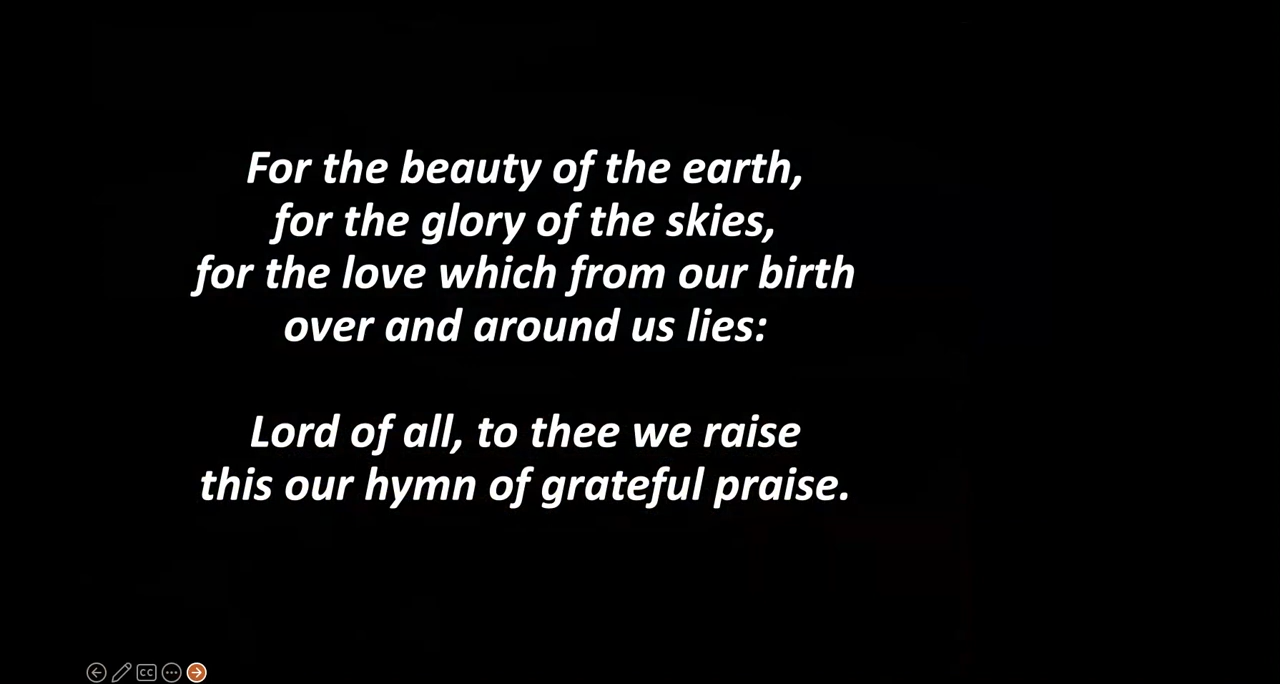 For the beauty of the earth,
for the glory of the skies,
for the love which from our birth
over and around us lies:
Lord of all, to thee we raise
this our hymn of grateful praise.
CC